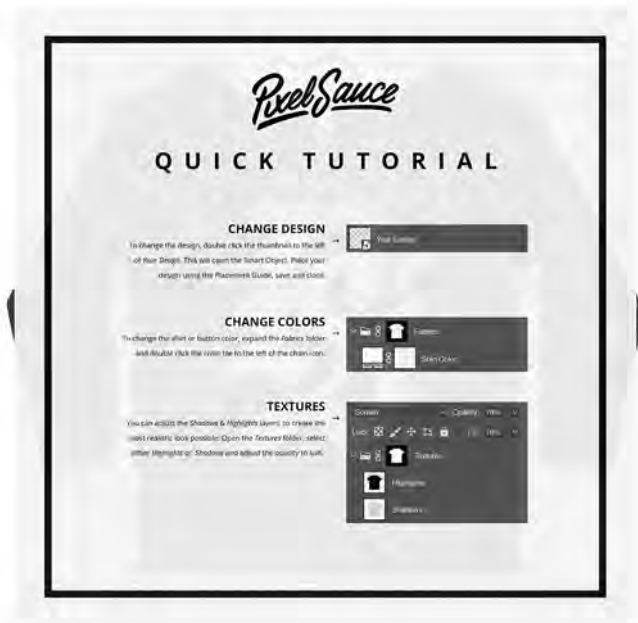 PixelSauce
QUICK TUTORIAL
CHANGE DESIGN
To change the design, double click the thumbnail to the left
of Your Design. This will open the Smart Object. Place your
design using the Placement Guide, save and close.
Your Design
CHANGE COLORS
To change the shirt or button color, expand the Fabrics folder
and double click the color tile to the left of the chain icon.
Fabrics
Shirt Color
TEXTURES
You can adjust the Shadows & Highlights layers, to create the
most realistic look possible. Open the Textures folder, select
either Highlights or Shadows and adjust the opacity to suit.
Screen Opacity:
Lock:
Textures
Highlights
Shadows